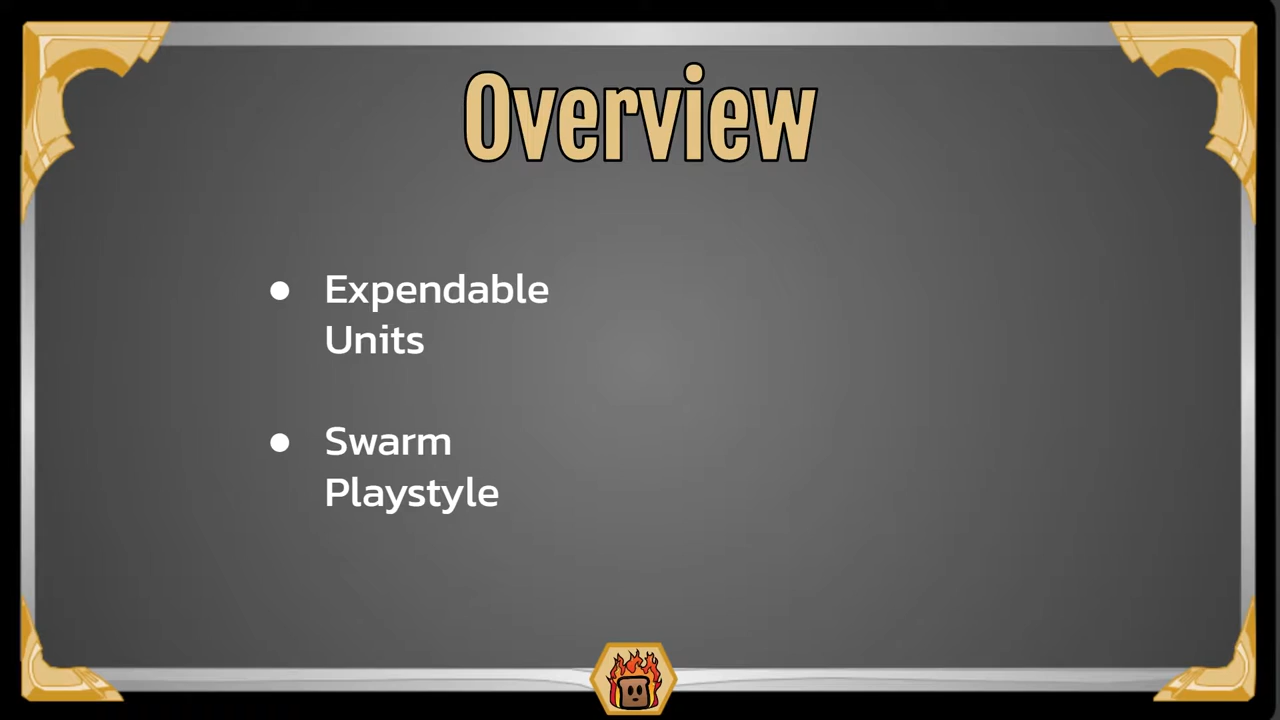 Overview
● Expendable
Units
● Swarm
Playstyle